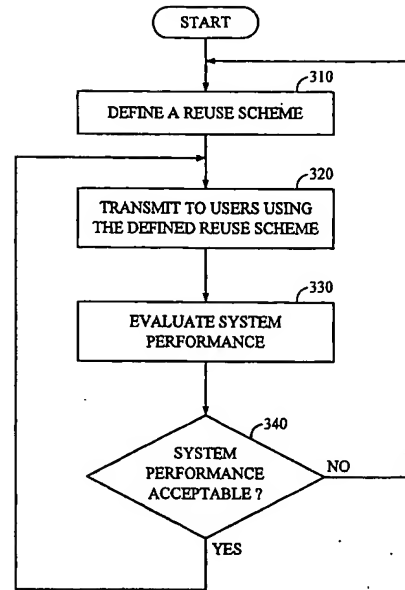 START
310
DEFINE A REUSE SCHEME
320
TRANSMIT TO USERS USING
THE DEFINED REUSE SCHEME
330
EVALUATE SYSTEM
PERFORMANCE
340
SYSTEM
PERFORMANCE
ACCEPTABLE ?
NO
YES